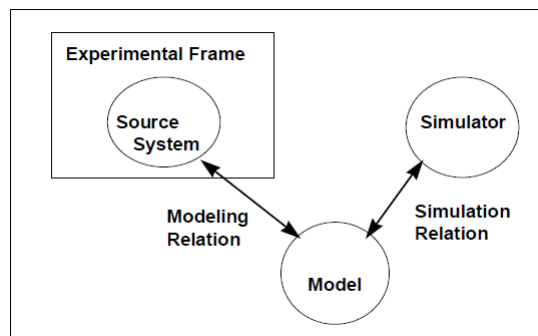 Experimental Frame
Source
System
Simulator
Modeling
Relation
Simulation
Relation
Model